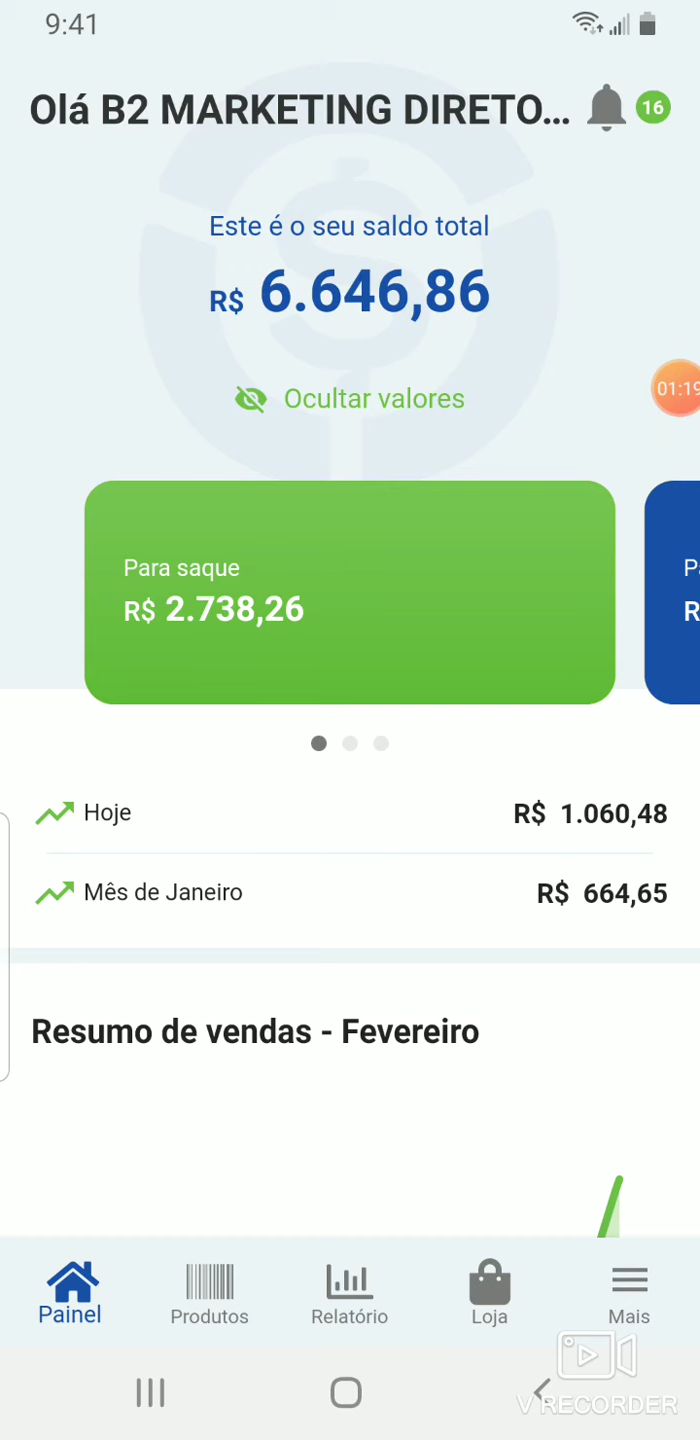 9:41
Olá B2 MARKETING DIRETO...
16
Este é o seu saldo total
R$ 6.646,86
Ocultar valores
01:19
Para saque
R$ 2.738,26
P
R
Hoje
R$ 1.060,48
Mês de Janeiro
R$ 664,65
Resumo de vendas - Fevereiro
Painel
Produtos
Relatório
Loja
Mais
V RECORDER